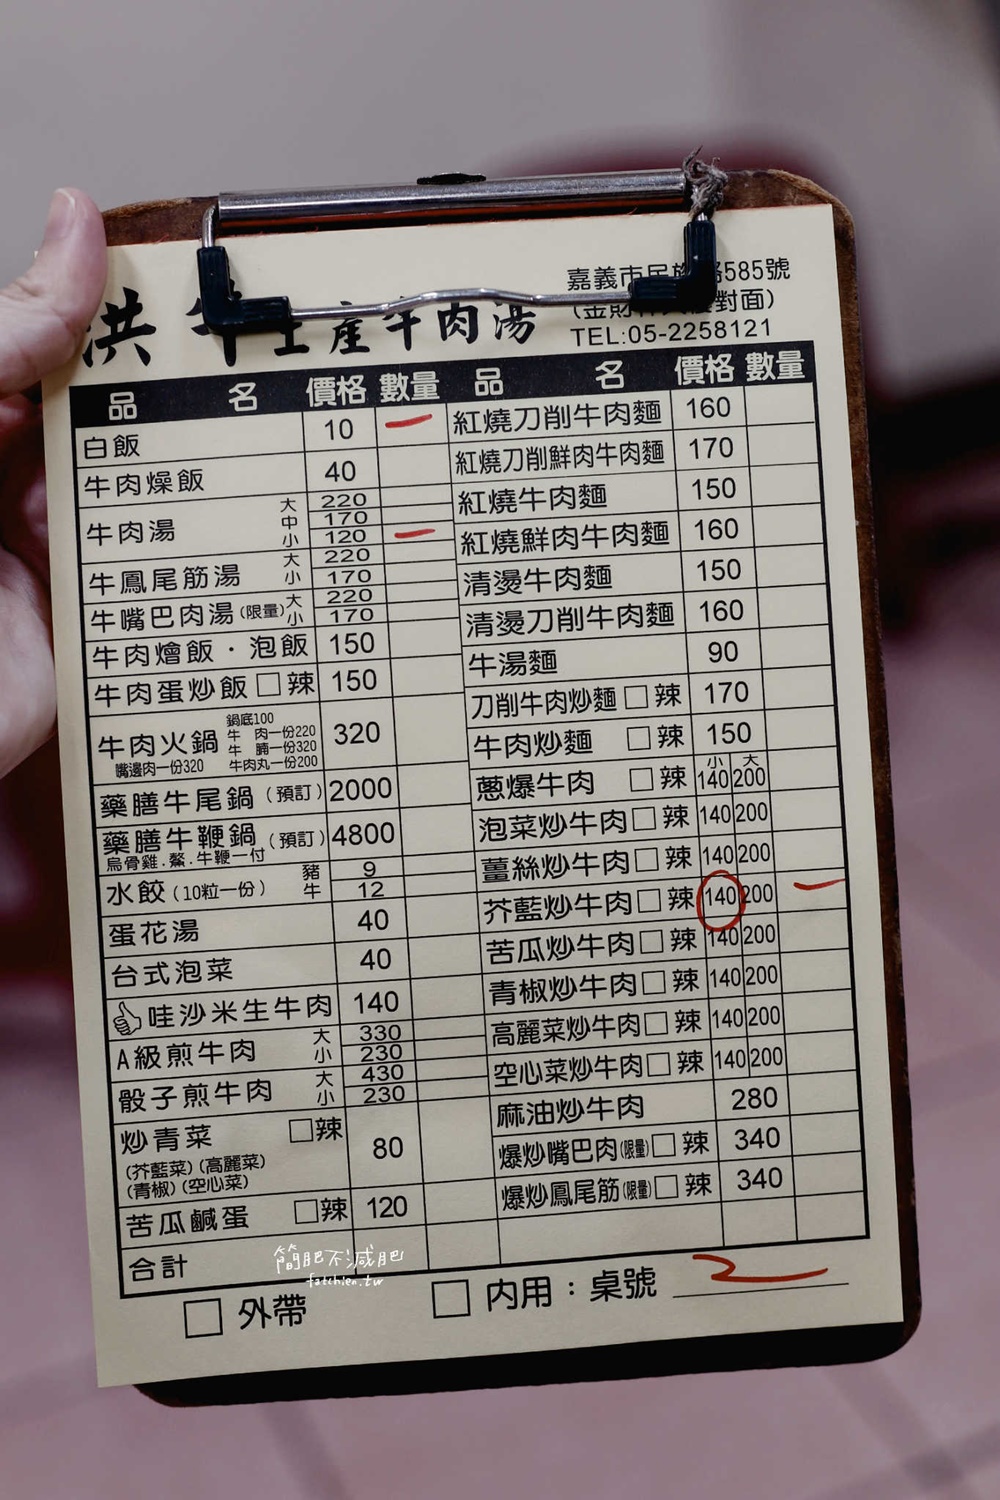 嘉義市民族路585號
洪牛土產牛肉湯
對面)
TEL:05-2258121
品名 價格 數量
白飯 10 一
牛肉燥飯 40
牛肉湯 大 220
中 170
小 120 一
牛鳳尾筋湯 大 220
小 170
牛嘴巴肉湯(限量) 大 220
小 170
牛肉燴飯・泡飯 150
牛肉蛋炒飯 □ 辣 150
牛肉火鍋 320
鍋底100
牛 肉一份220
牛 腩一份320
嘴邊肉一份320 牛肉丸一份200
藥膳牛尾鍋(預訂) 2000
藥膳牛鞭鍋(預訂) 4800
烏骨雞.鱉.牛鞭一付
水餃(10粒一份) 豬 9
牛 12
蛋花湯 40
台式泡菜 40
哇沙米生牛肉 140
A級煎牛肉 大 330
小 230
骰子煎牛肉 大 430
小 230
炒青菜 □辣 80
(芥藍菜)(高麗菜)
(青椒)(空心菜)
苦瓜鹹蛋 □辣 120
合計
品名 價格 數量
紅燒刀削牛肉麵 160
紅燒刀削鮮肉牛肉麵 170
紅燒牛肉麵 150
紅燒鮮肉牛肉麵 160
清燙牛肉麵 150
清燙刀削牛肉麵 160
牛湯麵 90
刀削牛肉炒麵 □ 辣 170
牛肉炒麵 □ 辣 150
小 大
蔥爆牛肉 □ 辣 140 200
泡菜炒牛肉 □ 辣 140 200
薑絲炒牛肉 □ 辣 140 200
芥藍炒牛肉 □ 辣 140 200 一
苦瓜炒牛肉 □ 辣 140 200
青椒炒牛肉 □ 辣 140 200
高麗菜炒牛肉 □ 辣 140 200
空心菜炒牛肉 □ 辣 140 200
麻油炒牛肉 280
爆炒嘴巴肉(限量) □ 辣 340
爆炒鳳尾筋(限量) □ 辣 340
簡肥不減肥
fatchien.tw
□ 外帶 □ 內用：桌號 2